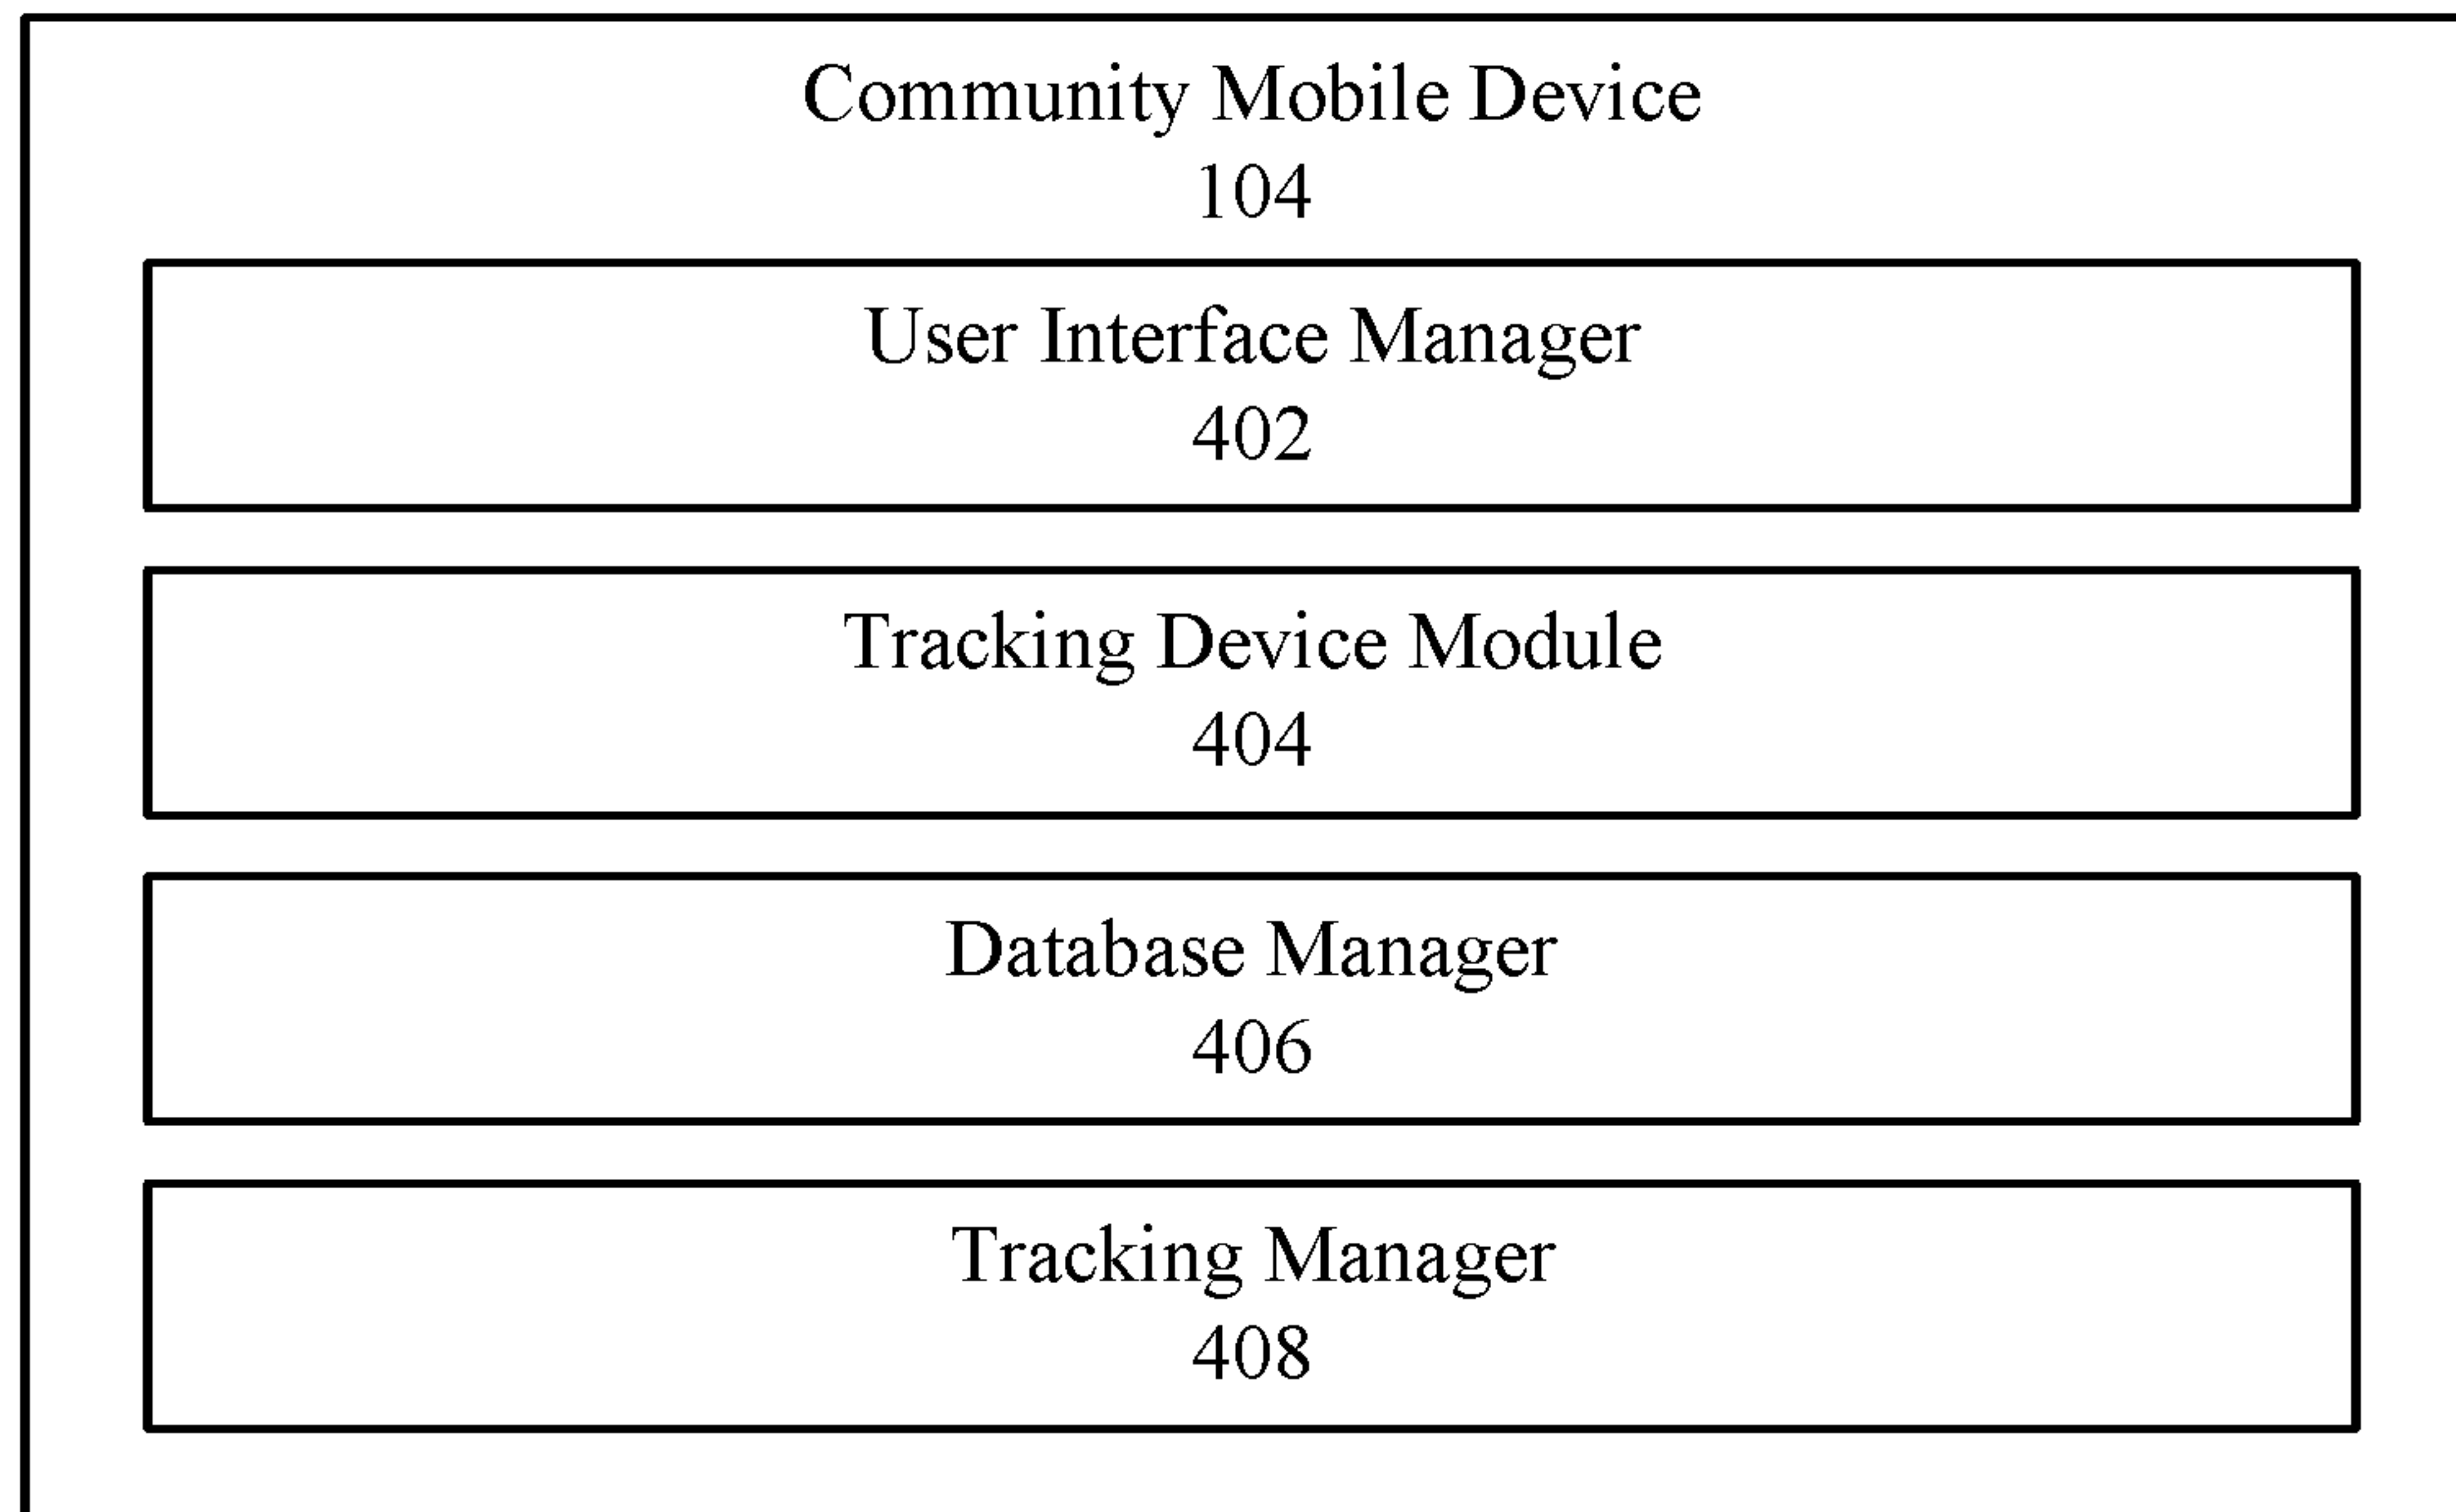 Community Mobile Device
104
User Interface Manager
402
Tracking Device Module
404
Database Manager
406
Tracking Manager
408